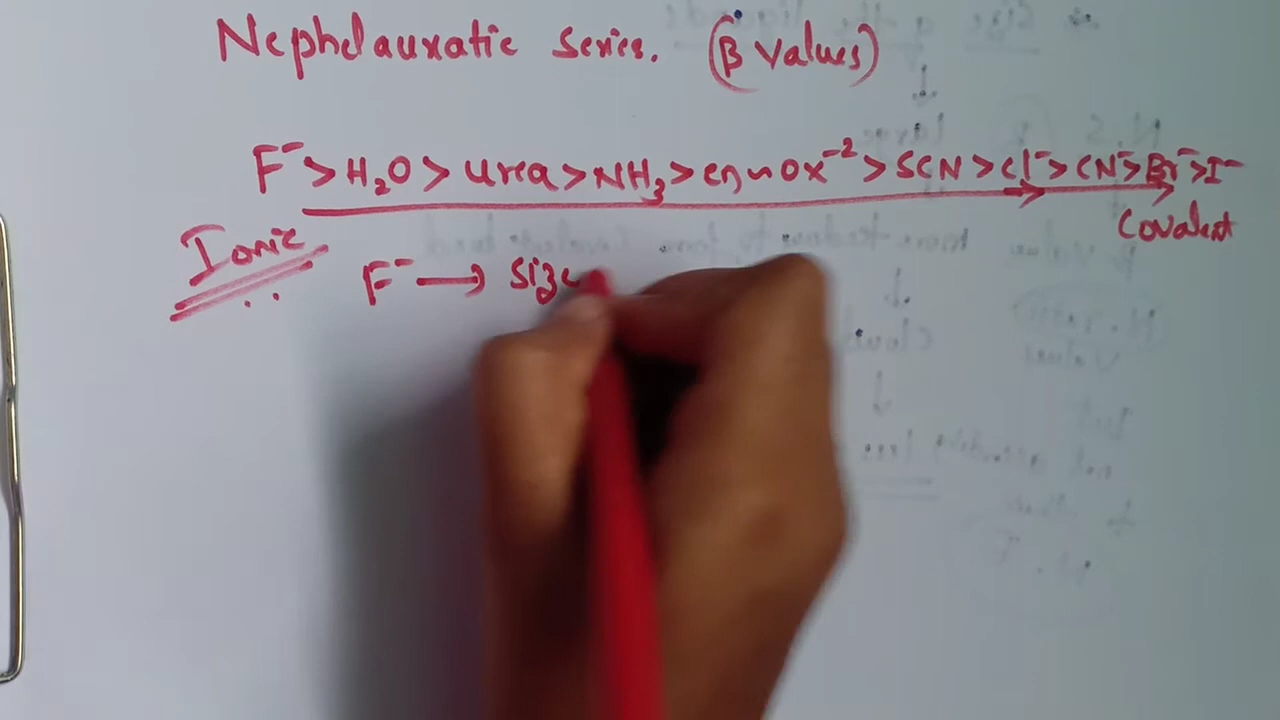 Nephelauxatic Series. (β values)
F⁻ > H₂O > urea > NH₃ > en ~ Ox⁻² > SCN > Cl⁻ > CN⁻ > Br⁻ > I⁻
Ionic
Covalent
F⁻ → Size